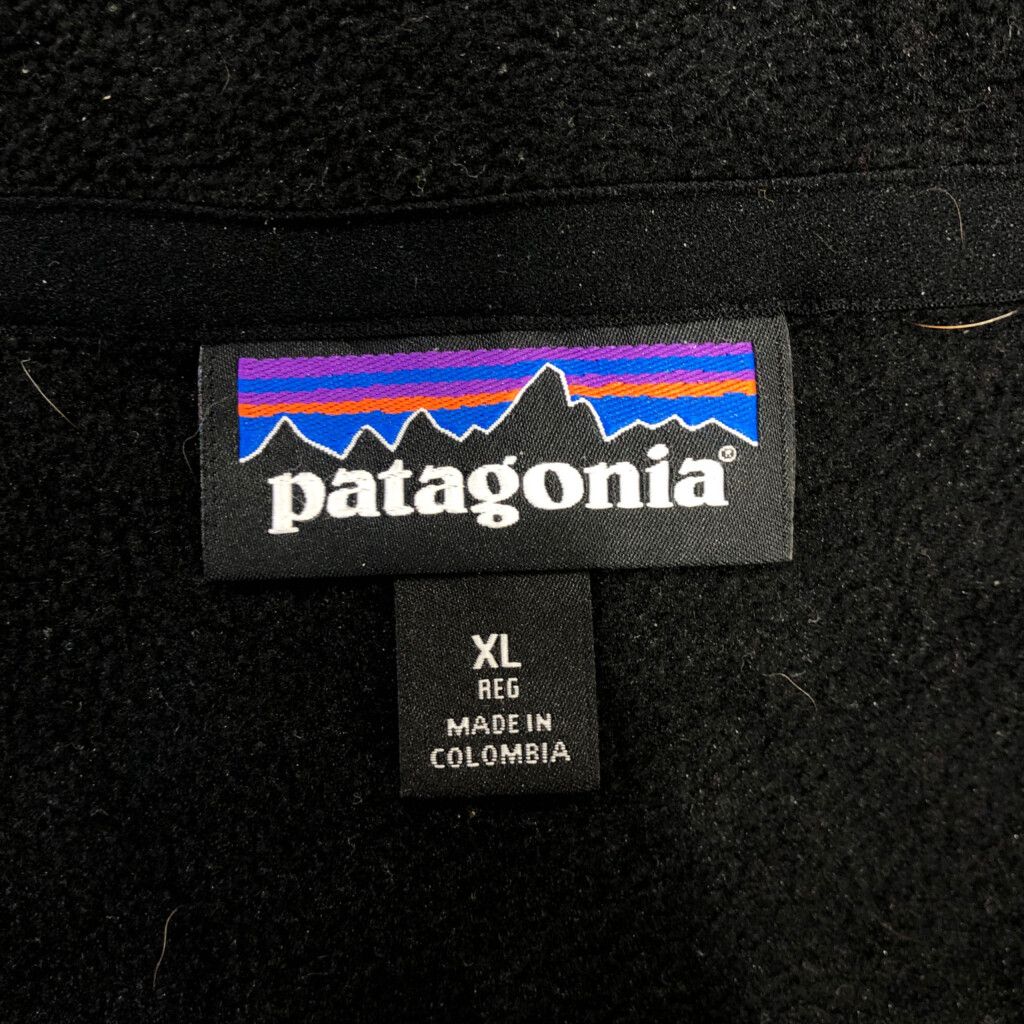 patagonia®
XL
REG
MADE IN
COLOMBIA